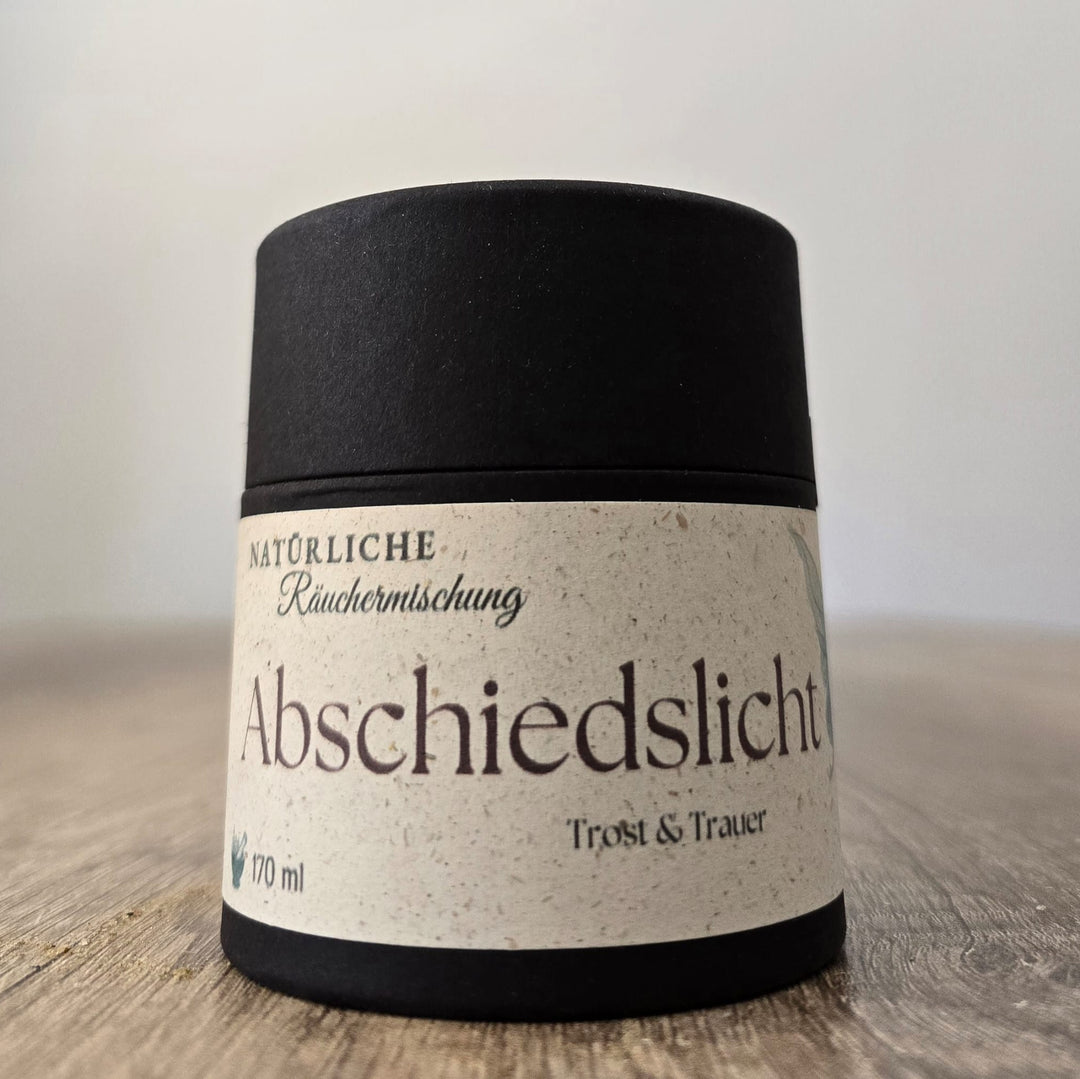 NATÜRLICHE
Räuchermischung
Abschiedslicht
Trost & Trauer
170 ml